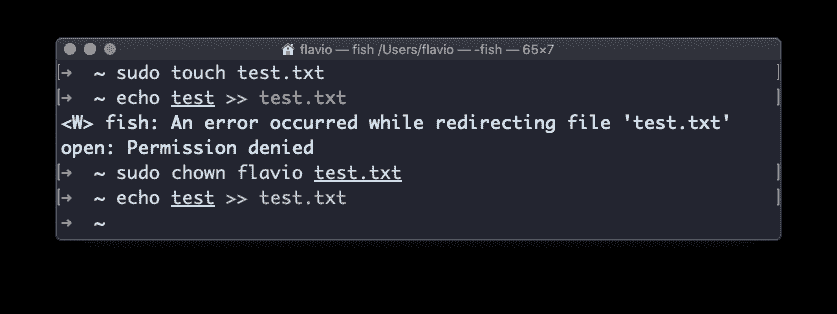 flavio — fish /Users/flavio — -fish — 65×7
[➜  ~ sudo touch test.txt ]
[➜  ~ echo test >> test.txt ]
<W> fish: An error occurred while redirecting file 'test.txt'
open: Permission denied
[➜  ~ sudo chown flavio test.txt ]
[➜  ~ echo test >> test.txt ]
➜  ~